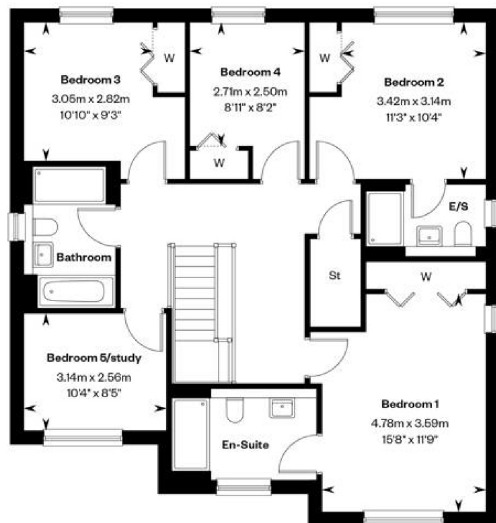 Bedroom 3
3.05m x 2.82m
10'10" x 9'3"
W
Bedroom 4
2.71m x 2.50m
8'11" x 8'2"
W
W
Bedroom 2
3.42m x 3.14m
11'3" x 10'4"
E/S
Bathroom
St
W
Bedroom 5/study
3.14m x 2.56m
10'4" x 8'5"
En-Suite
Bedroom 1
4.78m x 3.59m
15'8" x 11'9"